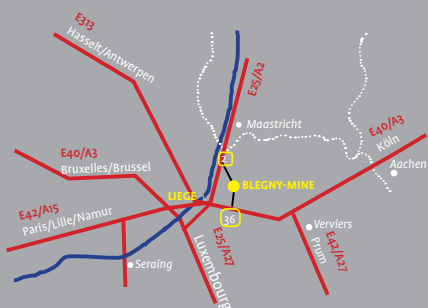 E313
Hasselt/Antwerpen
E25/A2
Maastricht
E40/A3
Köln
Aachen
E40/A3
Bruxelles/Brussel
2
BLEGNY-MINE
LIEGE
36
E42/A15
Paris/Lille/Namur
Seraing
Luxembourg
E25/A27
Verviers
Prum
E42/A27